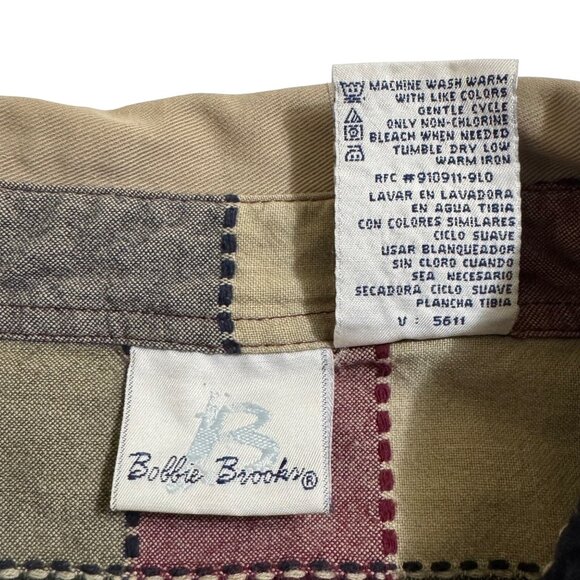 MACHINE WASH WARM
WITH LIKE COLORS
GENTLE CYCLE
ONLY NON-CHLORINE
BLEACH WHEN NEEDED
TUMBLE DRY LOW
WARM IRON
RFC #910911-9L0
LAVAR EN LAVADORA
EN AGUA TIBIA
CON COLORES SIMILARES
CICLO SUAVE
USAR BLANQUEADOR
SIN CLORO CUANDO
SEA NECESARIO
SECADORA CICLO SUAVE
PLANCHA TIBIA
V: 5611
B
Bobbie Brooks®